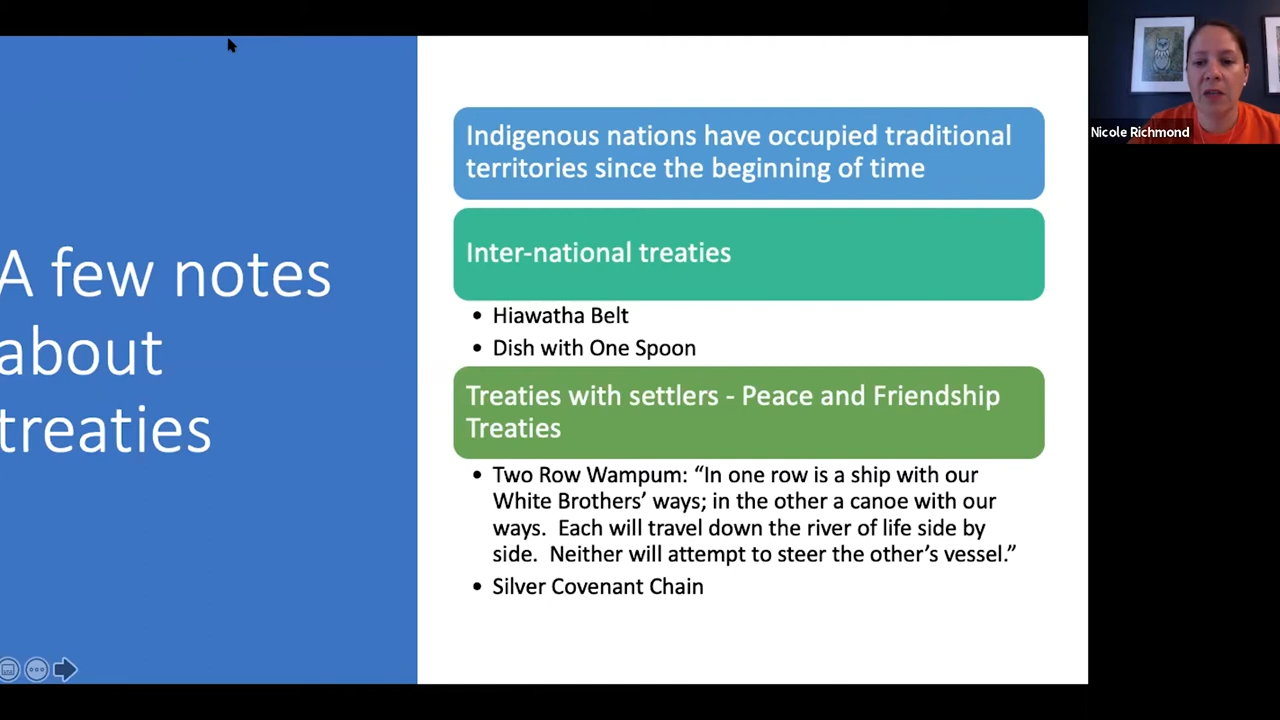 A few notes
about
treaties
Indigenous nations have occupied traditional
territories since the beginning of time
Inter-national treaties
• Hiawatha Belt
• Dish with One Spoon
Treaties with settlers - Peace and Friendship
Treaties
• Two Row Wampum: “In one row is a ship with our
White Brothers’ ways; in the other a canoe with our
ways.  Each will travel down the river of life side by
side.  Neither will attempt to steer the other’s vessel.”
• Silver Covenant Chain
Nicole Richmond